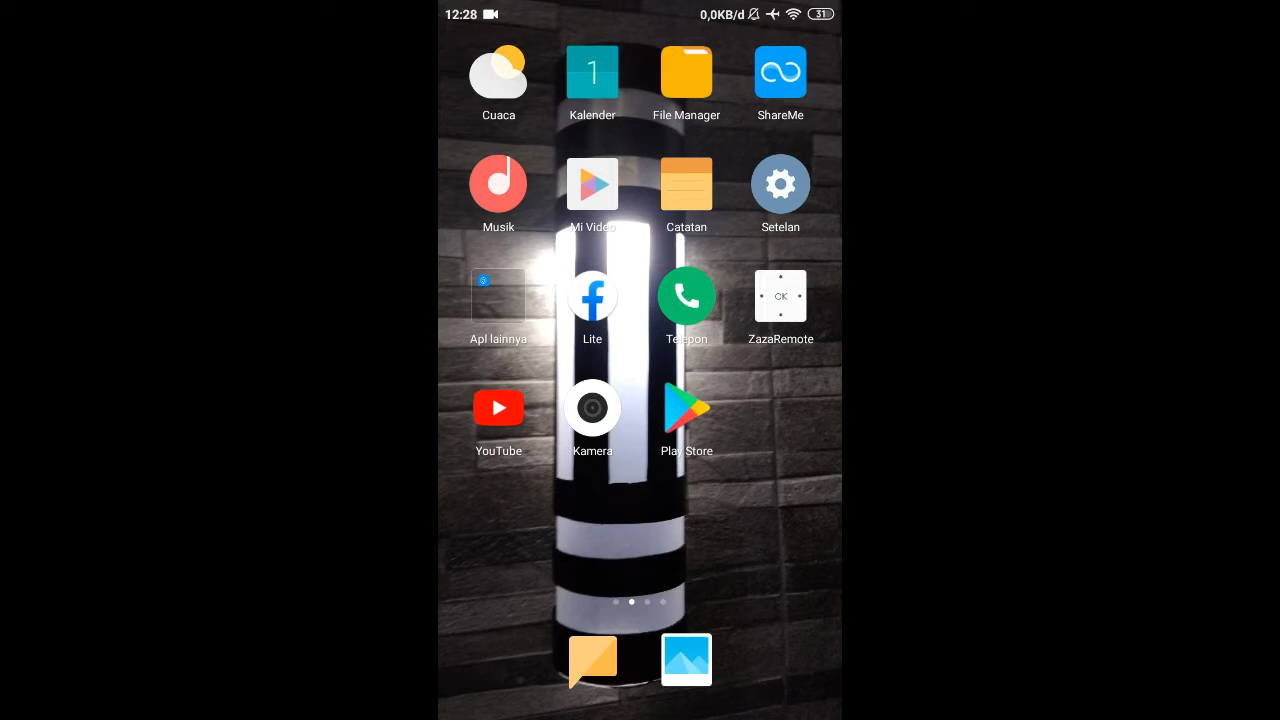 12:28 0,0KB/d 31
1
Cuaca Kalender File Manager ShareMe
Musik Mi Video Catatan Setelan
OK
Apl lainnya Lite Telepon ZazaRemote
YouTube Kamera Play Store